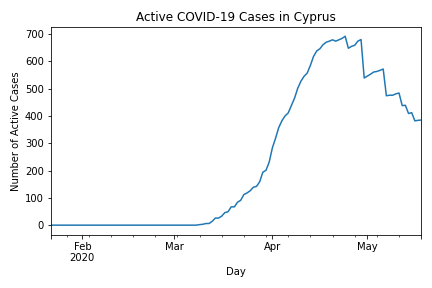 Active COVID-19 Cases in Cyprus
700
600
500
400
300
200
100
0
Number of Active Cases
Feb
2020
Mar
Apr
May
Day